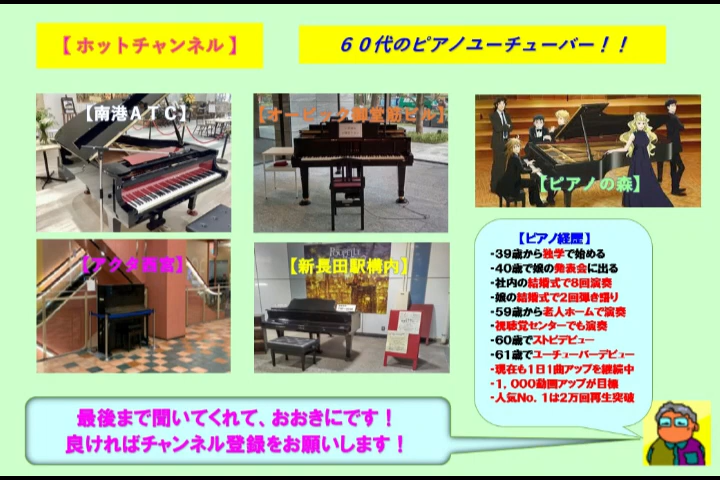 【ホットチャンネル】
６０代のピアノユーチューバー！！
【南港ＡＴＣ】
【オービック御堂筋ビル】
【ピアノの森】
【アクタ西宮】
【新長田駅構内】
【ピアノ経歴】
-39歳から独学で始める
-40歳で娘の発表会に出る
-社内の結婚式で8回演奏
-娘の結婚式で2回弾き語り
-59歳から老人ホームで演奏
-視聴覚センターでも演奏
-60歳でストピデビュー
-61歳でユーチューバーデビュー
-現在も1日1曲アップを継続中
-１，０００動画アップが目標
-人気No．1は2万回再生突破
最後まで聞いてくれて、おおきにです！
良ければチャンネル登録をお願いします！